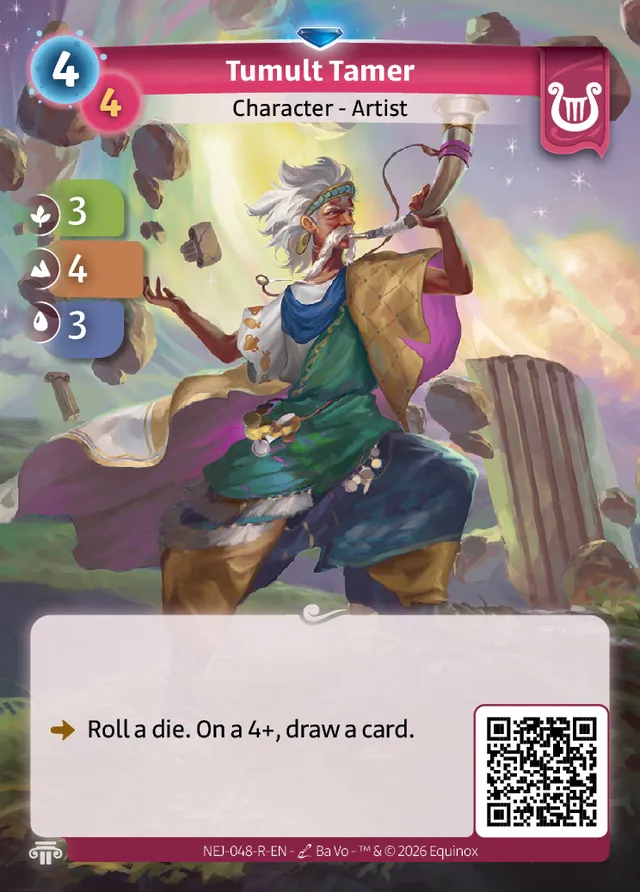 4
4
Tumult Tamer
Character - Artist
3
4
3
Roll a die. On a 4+, draw a card.
NEJ-048-R-EN - Ba Vo - ™ & © 2026 Equinox